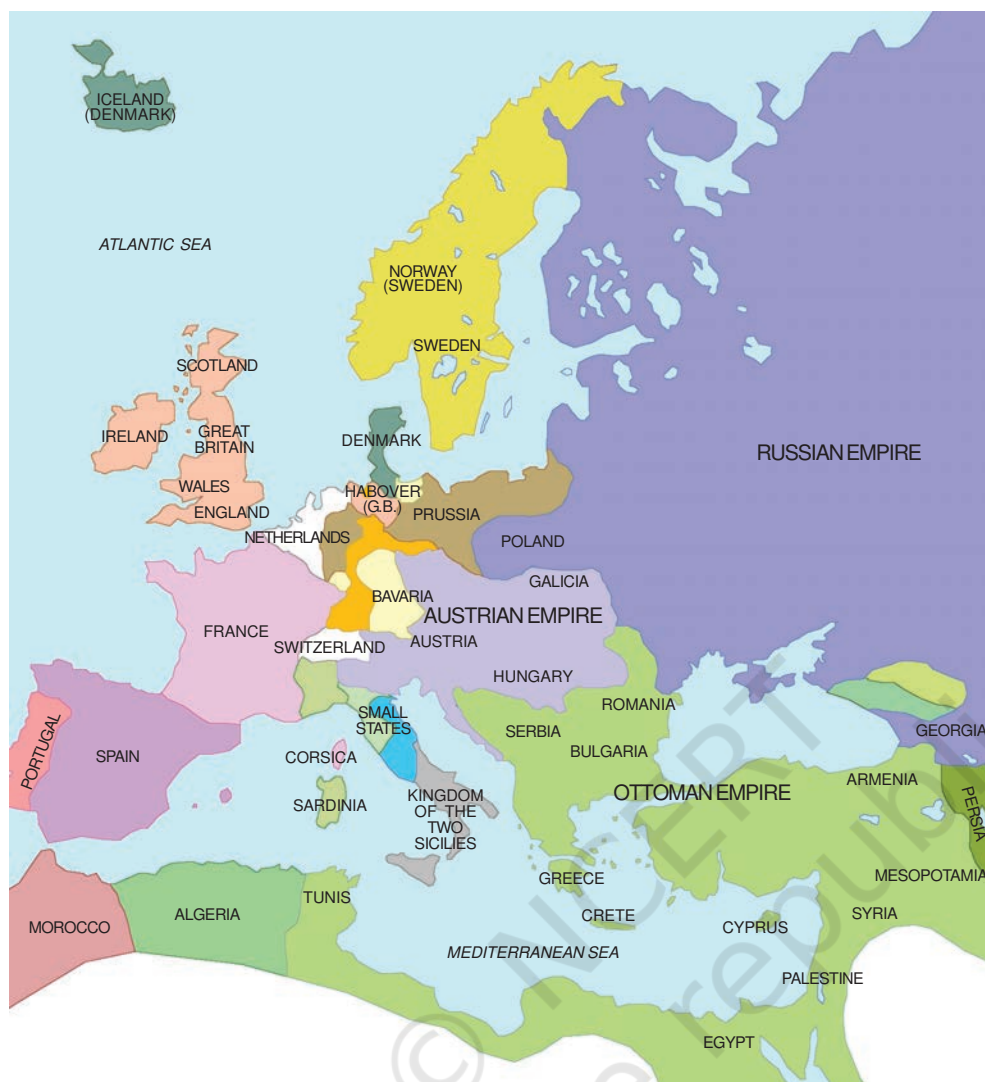 ICELAND
(DENMARK)
ATLANTIC SEA
NORWAY
(SWEDEN)
SWEDEN
SCOTLAND
IRELAND
GREAT
BRITAIN
WALES
ENGLAND
DENMARK
HABOVER
(G.B.)
PRUSSIA
NETHERLANDS
RUSSIAN EMPIRE
POLAND
GALICIA
BAVARIA
AUSTRIAN EMPIRE
FRANCE
SWITZERLAND
AUSTRIA
HUNGARY
ROMANIA
SMALL
STATES
SERBIA
BULGARIA
GEORGIA
PORTUGAL
SPAIN
CORSICA
SARDINIA
KINGDOM
OF THE
TWO
SICILIES
OTTOMAN EMPIRE
ARMENIA
PERSIA
MESOPOTAMIA
GREECE
TUNIS
ALGERIA
MOROCCO
CRETE
CYPRUS
SYRIA
MEDITERRANEAN SEA
PALESTINE
EGYPT
© NCERT
republi